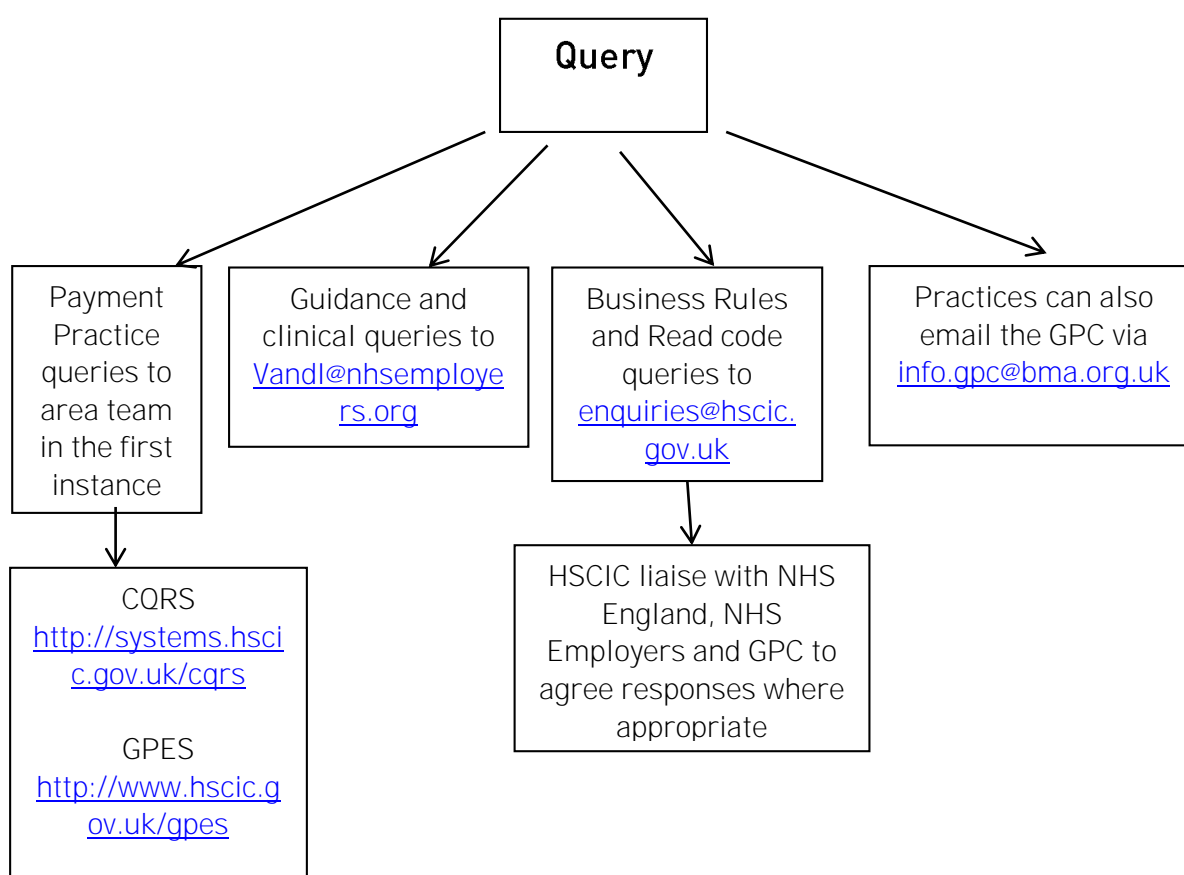 Query
Payment
Practice
queries to
area team
in the first
instance
Guidance and
clinical queries to
VandI@nhsemploye
rs.org
Business Rules
and Read code
queries to
enquiries@hscic.
gov.uk
Practices can also
email the GPC via
info.gpc@bma.org.uk
CQRS
http://systems.hsci
c.gov.uk/cqrs
GPES
http://www.hscic.g
ov.uk/gpes
HSCIC liaise with NHS
England, NHS
Employers and GPC to
agree responses where
appropriate